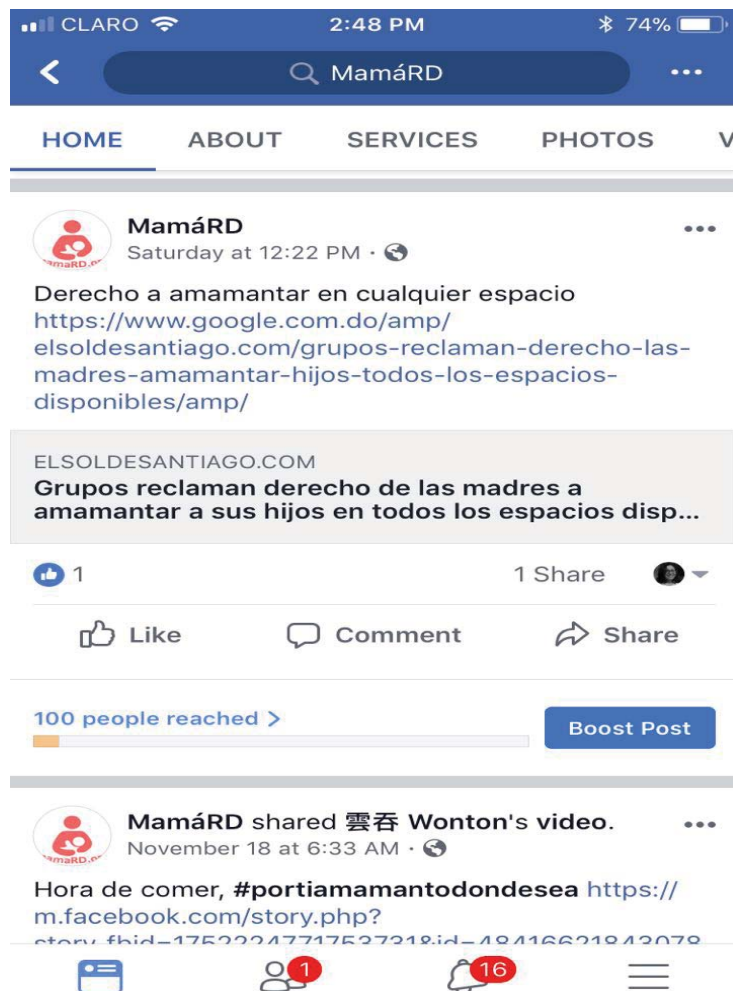 CLARO 2:48 PM 74%
MamáRD
HOME ABOUT SERVICES PHOTOS V
MamáRD
Saturday at 12:22 PM ·
Derecho a amamantar en cualquier espacio
https://www.google.com.do/amp/
elsoldesantiago.com/grupos-reclaman-derecho-las-
madres-amamantar-hijos-todos-los-espacios-
disponibles/amp/
ELSOLDESANTIAGO.COM
Grupos reclaman derecho de las madres a
amamantar a sus hijos en todos los espacios disp...
1 1 Share
Like Comment Share
100 people reached >
Boost Post
MamáRD shared 雲吞 Wonton's video.
November 18 at 6:33 AM ·
Hora de comer, #portiamamantodondesea https://
m.facebook.com/story.php?
story_fbid=1752224771753731&id=48416621843078
1 16